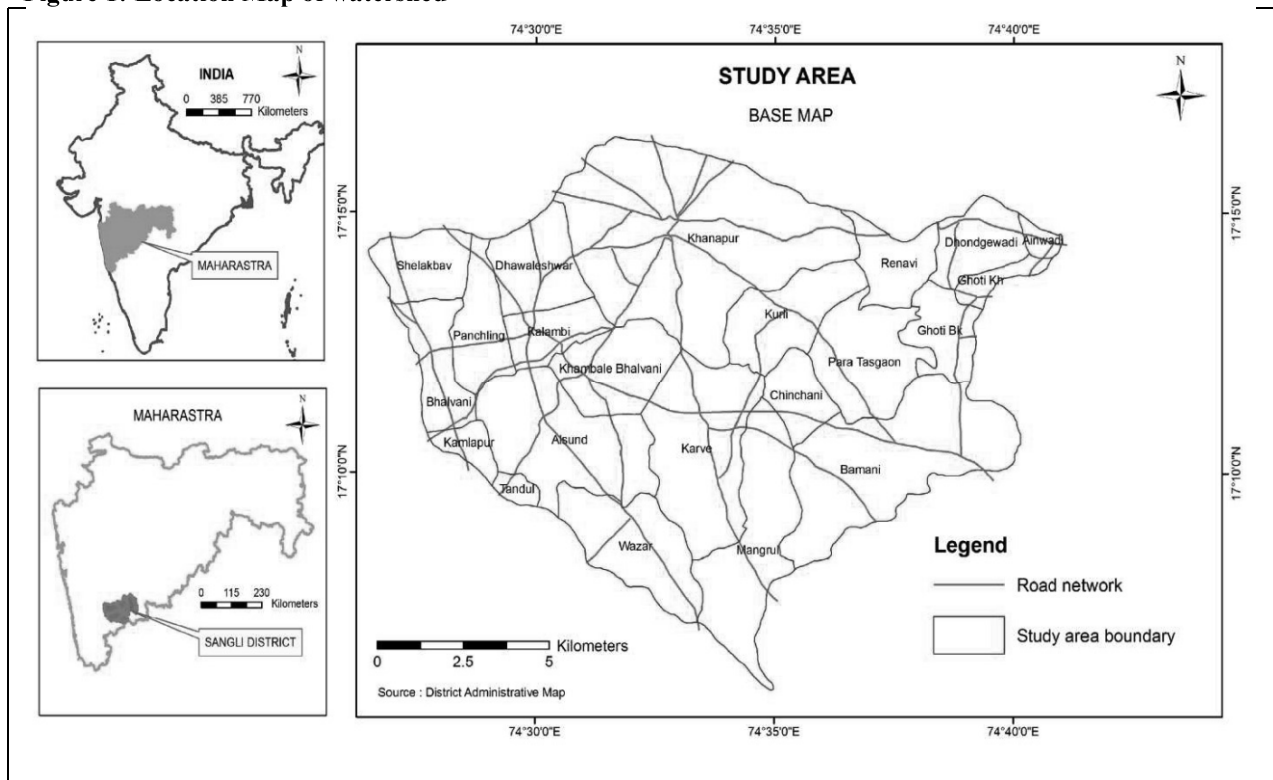 Figure 1: Location Map of watershed
N
INDIA
0 385 770
Kilometers
MAHARASTRA
MAHARASTRA
N
0 115 230
Kilometers
SANGLI DISTRICT
74°30'0"E 74°35'0"E 74°40'0"E
STUDY AREA
BASE MAP
N
17°15'0"N
17°15'0"N
17°10'0"N
17°10'0"N
Khanapur
Dhondgewadi
Ainwadi
Shelakbav
Dhawaleshwar
Renavi
Ghoti Kh
Kurli
Ghoti Bk
Panchling
Kalambi
Khambale Bhalvani
Para Tasgaon
Chinchani
Bhalvani
Kamlapur
Alsund
Karve
Bamani
Tandul
Wazar
Mangrul
Legend
Road network
Study area boundary
Kilometers
0 2.5 5
Source : District Administrative Map
74°30'0"E 74°35'0"E 74°40'0"E